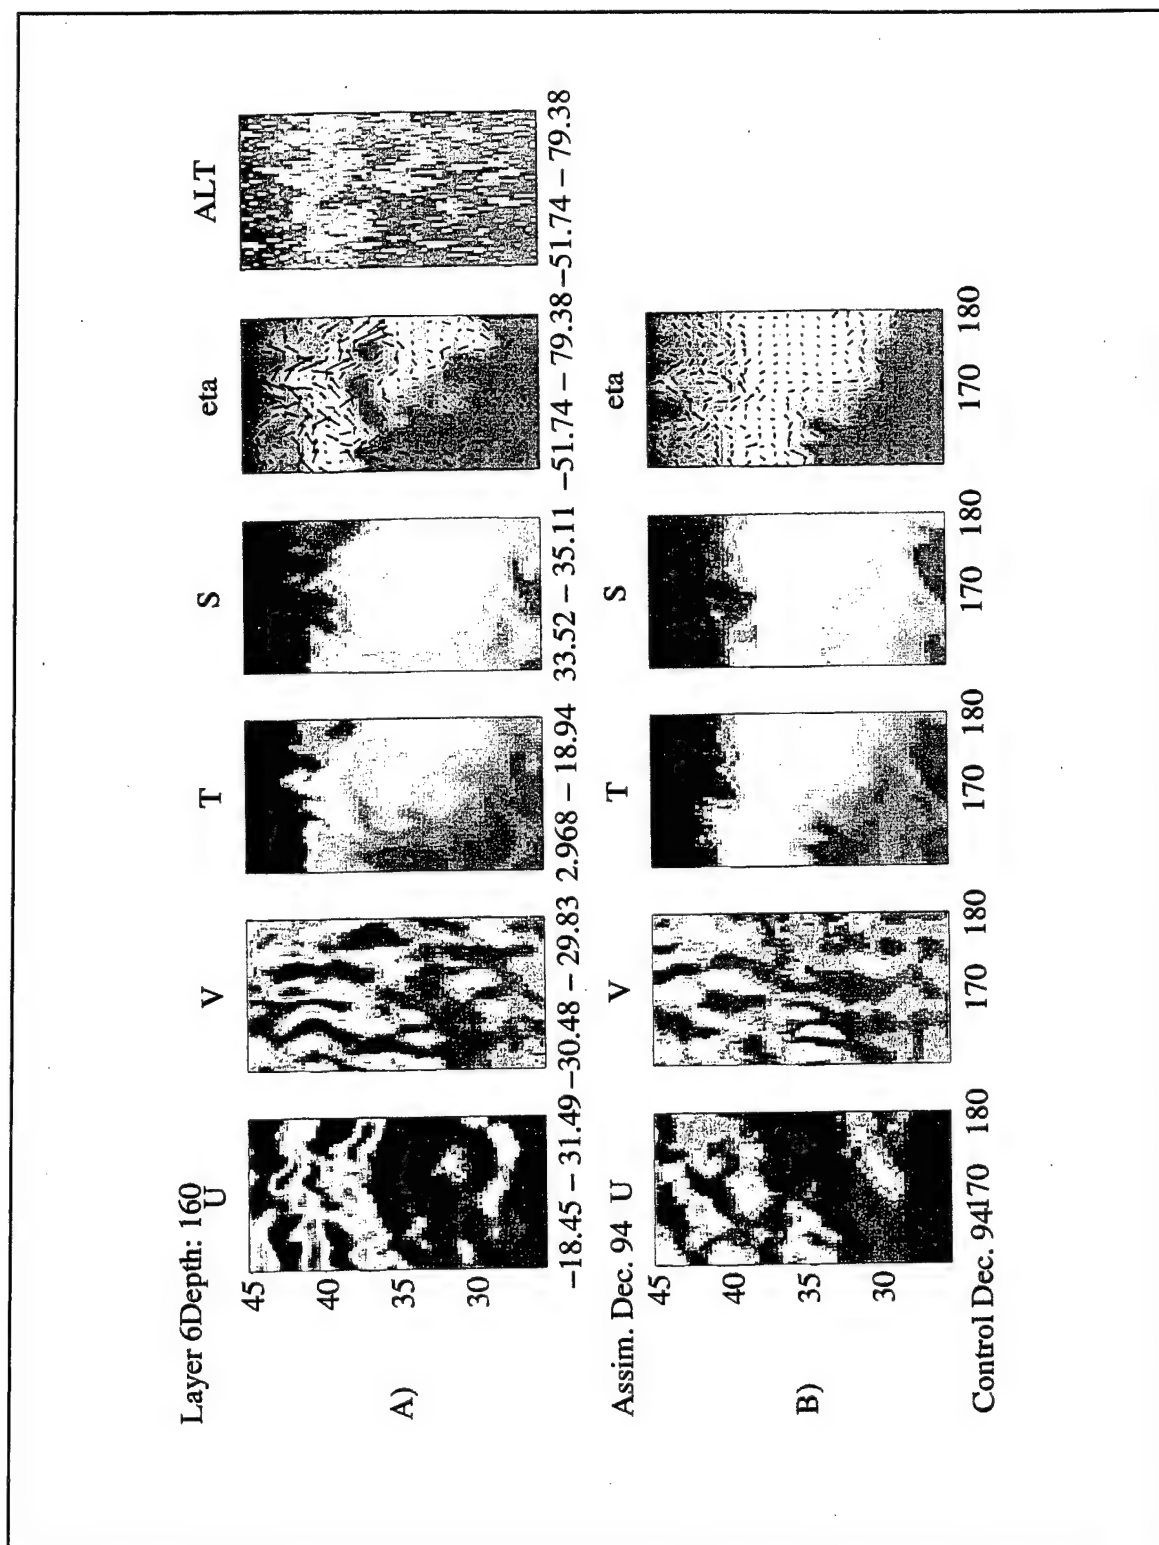 Layer 6Depth: 160
U V T S eta ALT
45
40
35
30
A)
−18.45 − 31.49 −30.48 − 29.83 2.968 − 18.94 33.52 − 35.11 −51.74 − 79.38 −51.74 − 79.38
Assim. Dec. 94 U V T S eta
45
40
35
30
B)
Control Dec. 94170 180 170 180 170 180 170 180 170 180